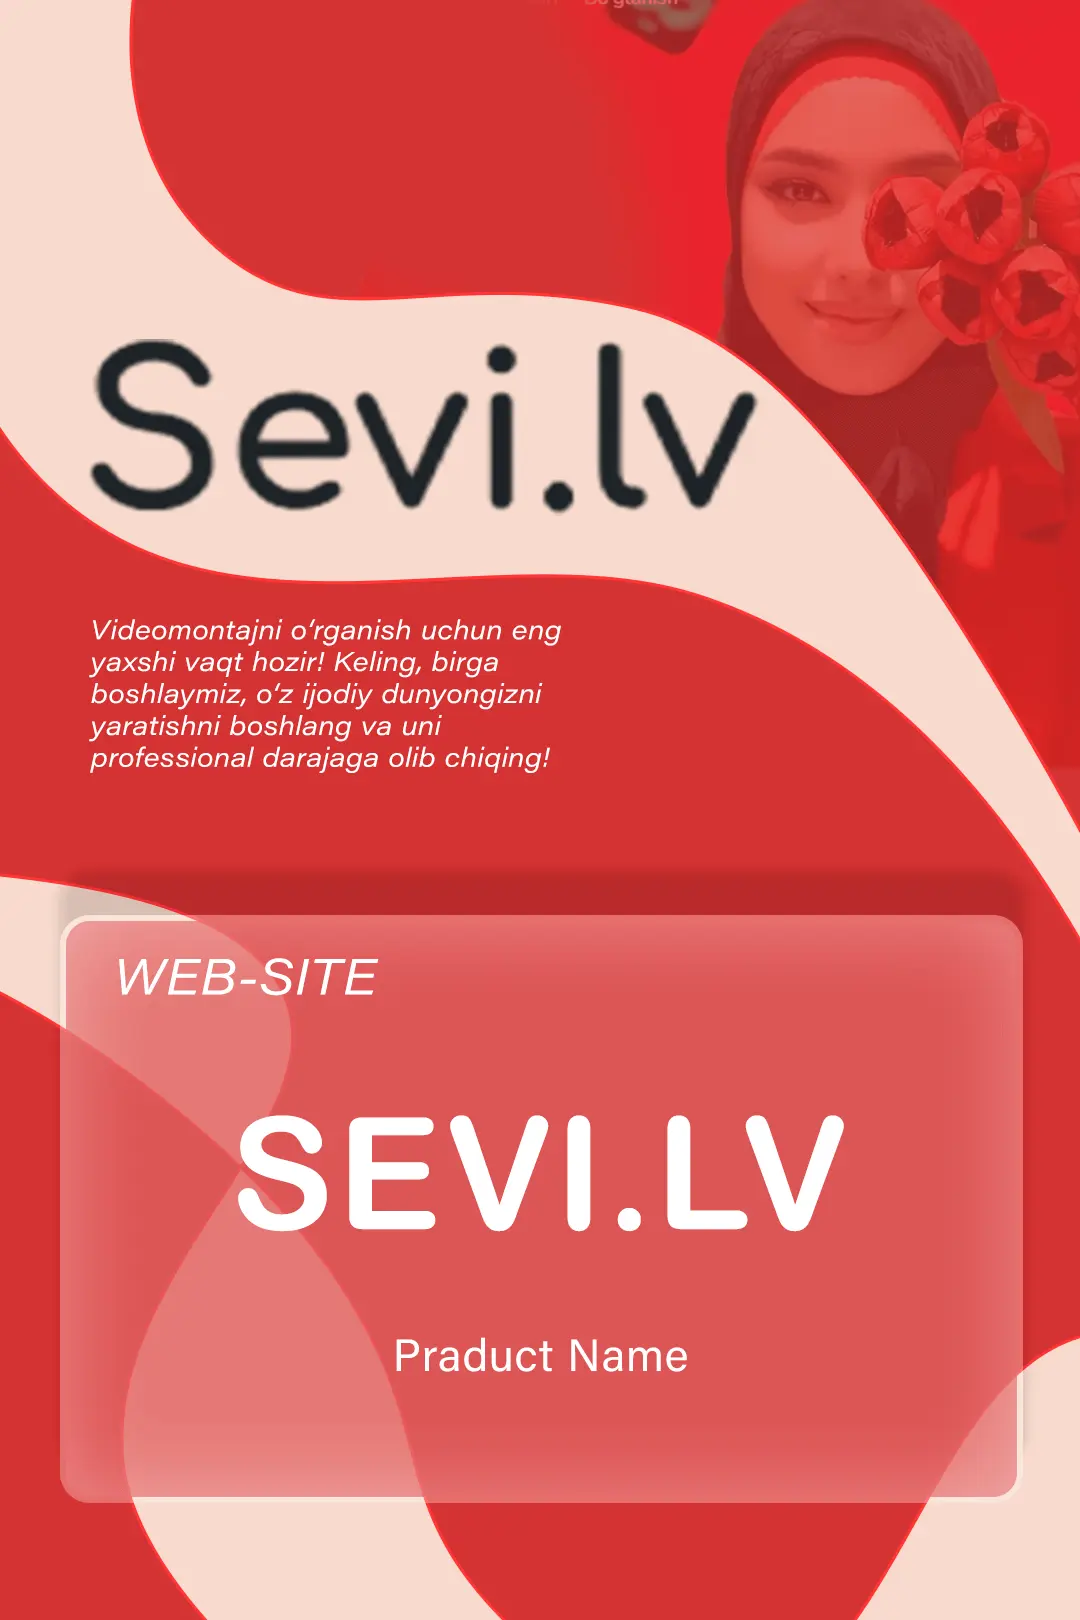 Sevi.lv
Videomontajni o‘rganish uchun eng
yaxshi vaqt hozir! Keling, birga
boshlaymiz, o‘z ijodiy dunyongizni
yaratishni boshlang va uni
professional darajaga olib chiqing!
WEB-SITE
SEVI.LV
Praduct Name